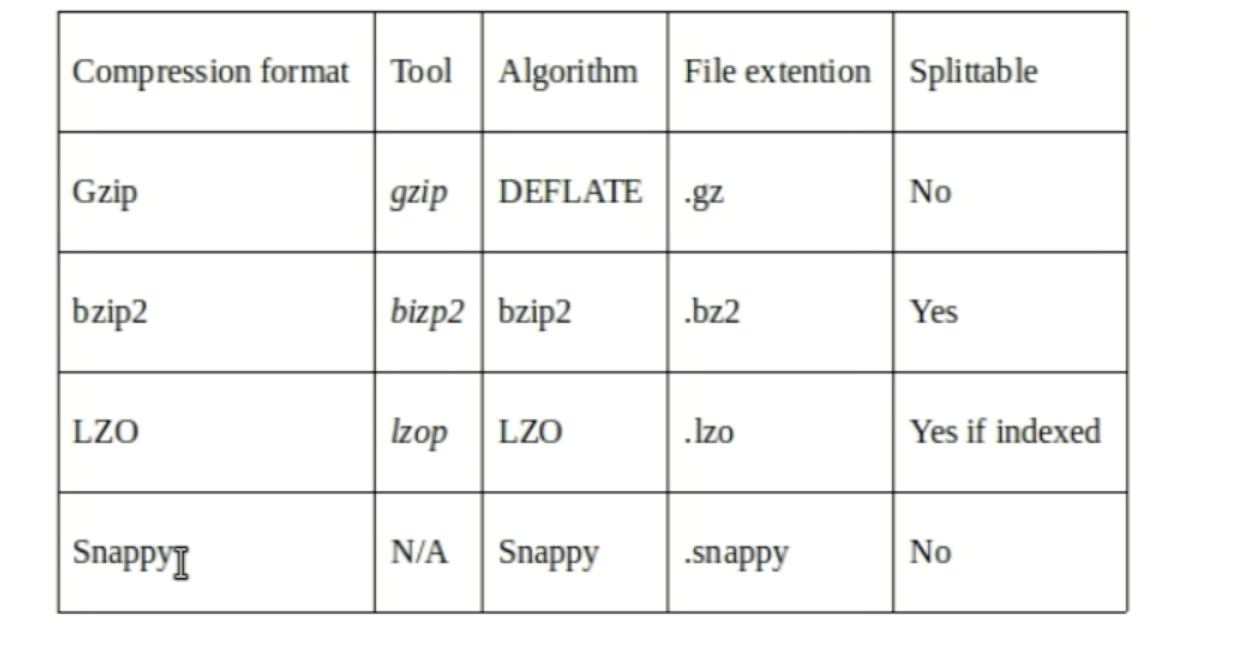 Compression format Tool Algorithm File extention Splittable
Gzip gzip DEFLATE .gz No
bzip2 bizp2 bzip2 .bz2 Yes
LZO lzop LZO .lzo Yes if indexed
Snappy N/A Snappy .snappy No